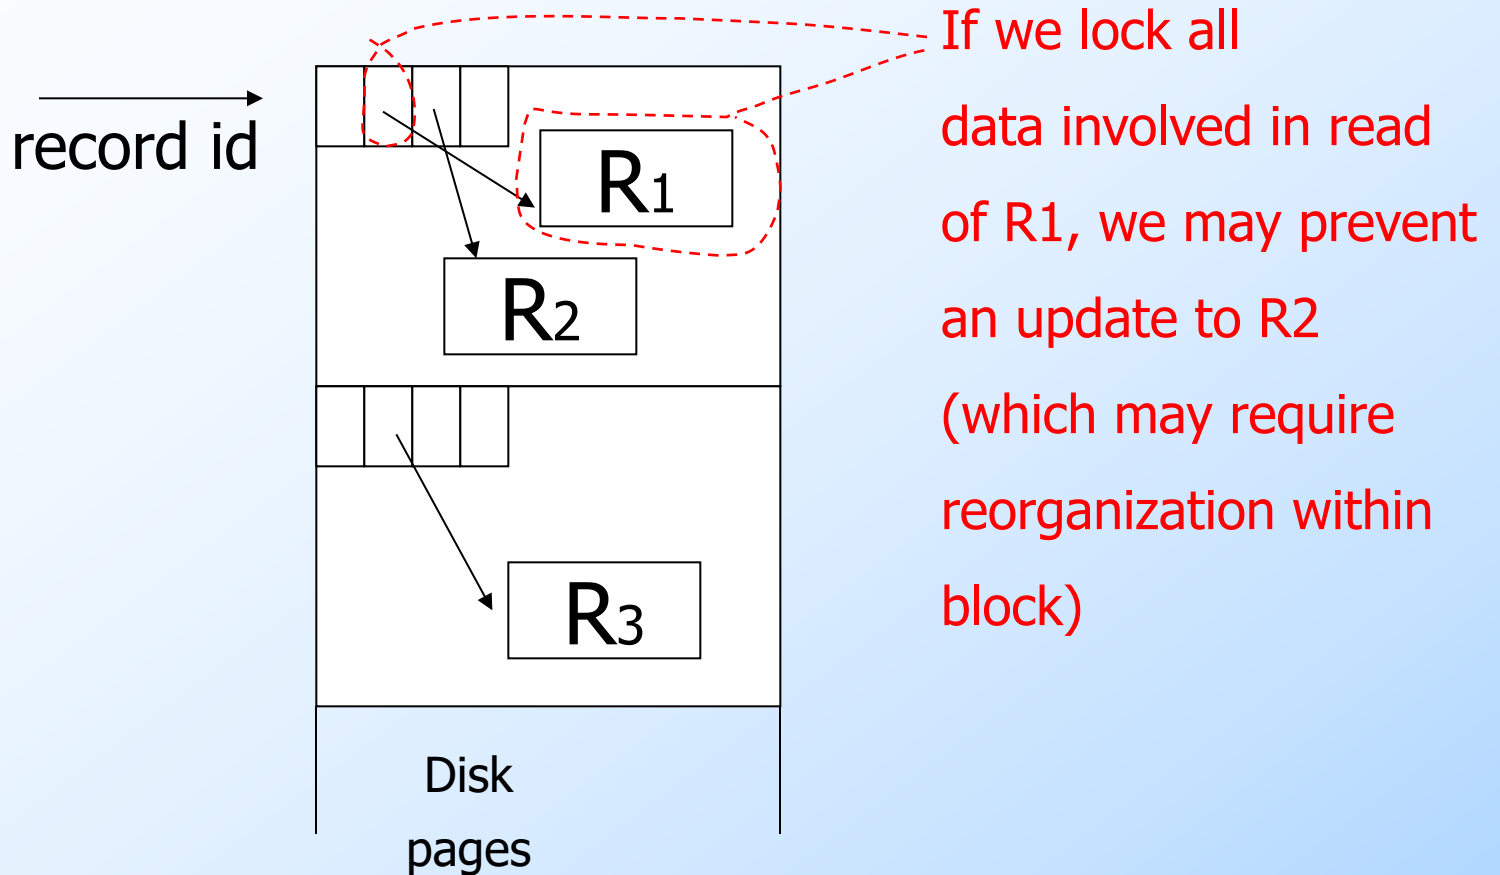 record id
R1
R2
R3
Disk
pages
If we lock all
data involved in read
of R1, we may prevent
an update to R2
(which may require
reorganization within
block)